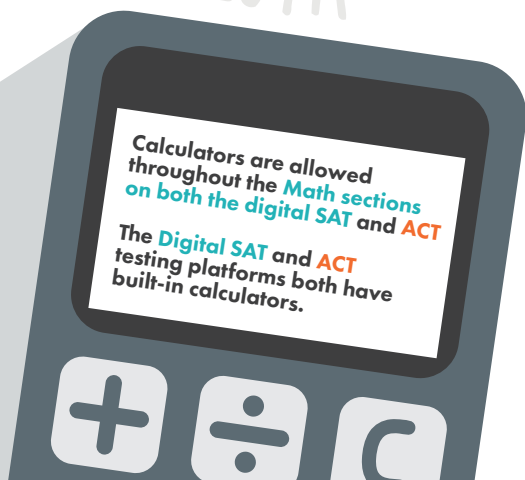 Calculators are allowed
throughout the Math sections
on both the digital SAT and ACT
The Digital SAT and ACT
testing platforms both have
built-in calculators.
+ ÷ C